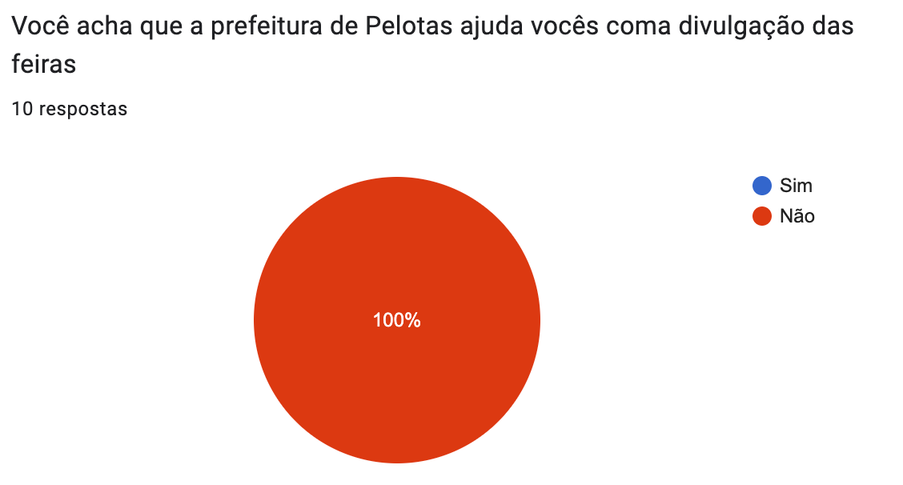 Você acha que a prefeitura de Pelotas ajuda vocês coma divulgação das
feiras
10 respostas
Sim
Não
100%